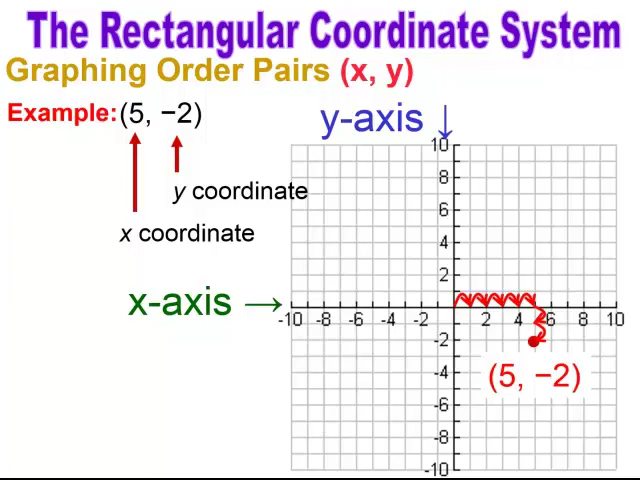 The Rectangular Coordinate System
Graphing Order Pairs (x, y)
Example: (5, −2)
y-axis ↓
y coordinate
x coordinate
x-axis →
10
8
6
4
2
-10 -8 -6 -4 -2 0 2 4 6 8 10
-2
(5, −2)
-4
-6
-8
-10